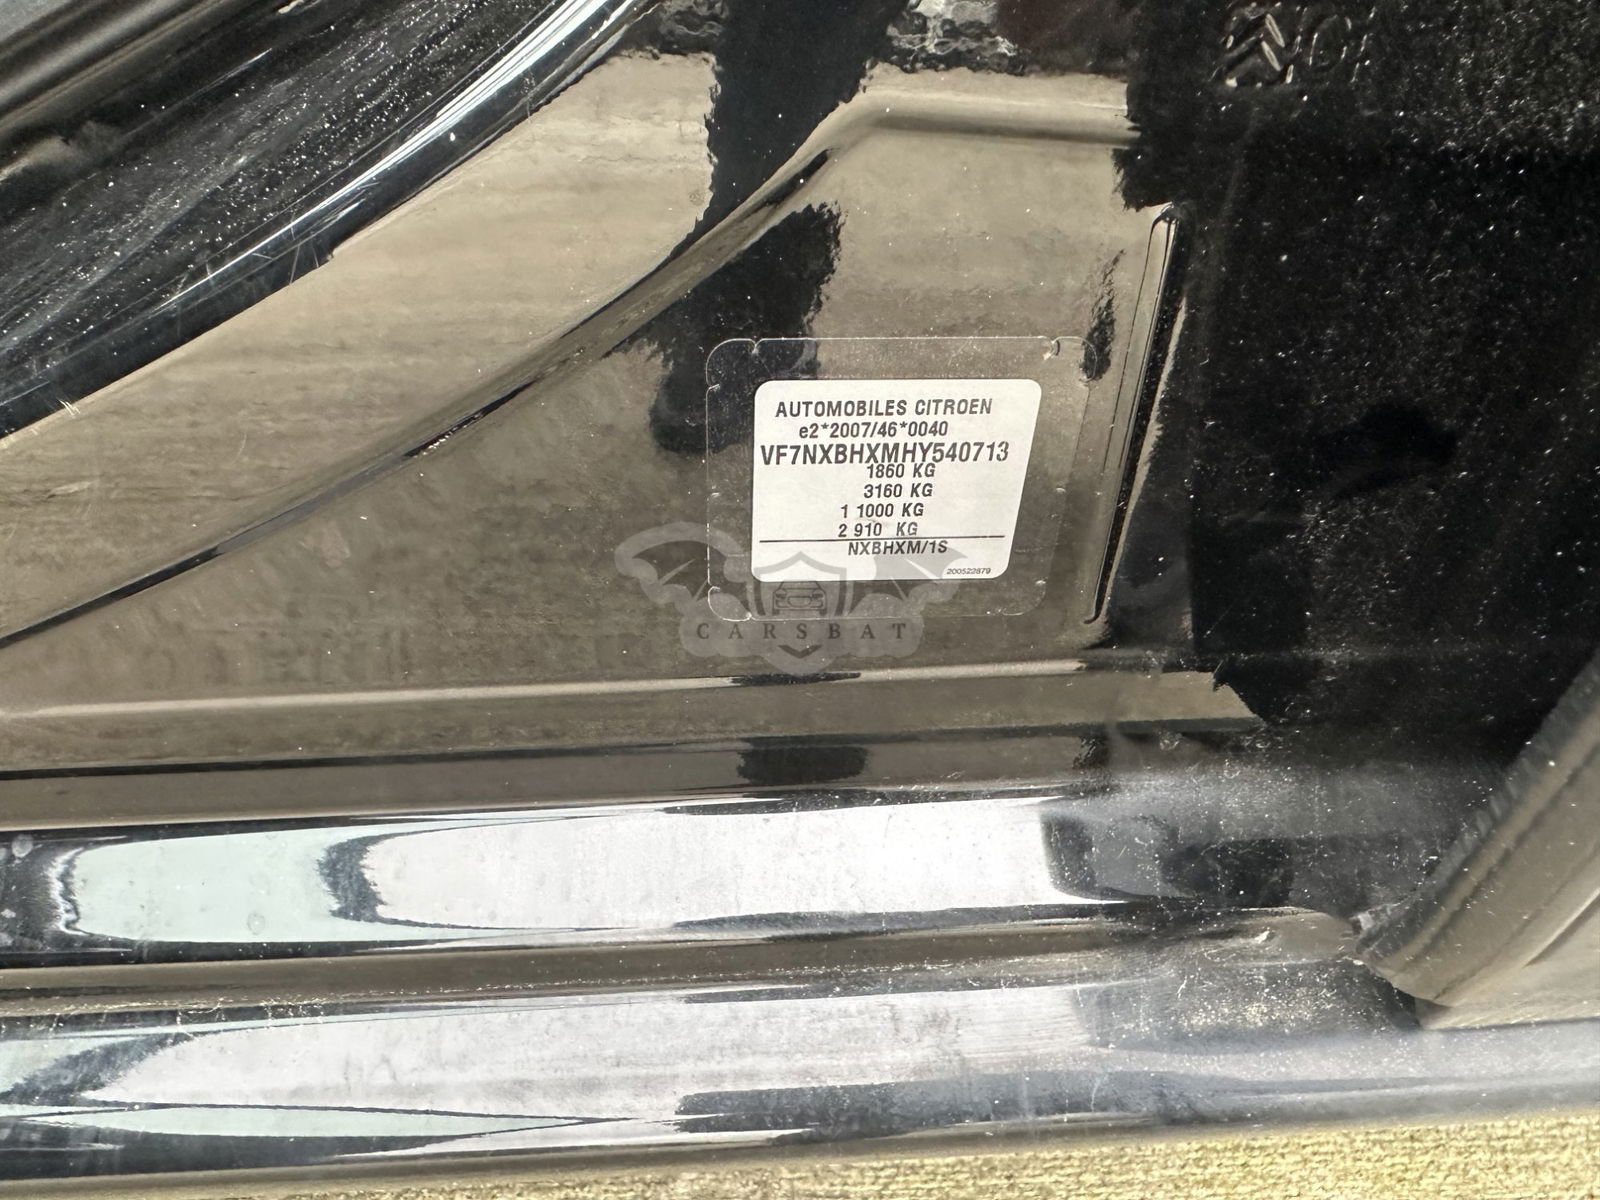 AUTOMOBILES CITROEN
e2*2007/46*0040
VF7NXBHXMHY540713
1860 KG
3160 KG
1 1000 KG
2 910 KG
NXBHXM/1S
200522879
CARSBAT